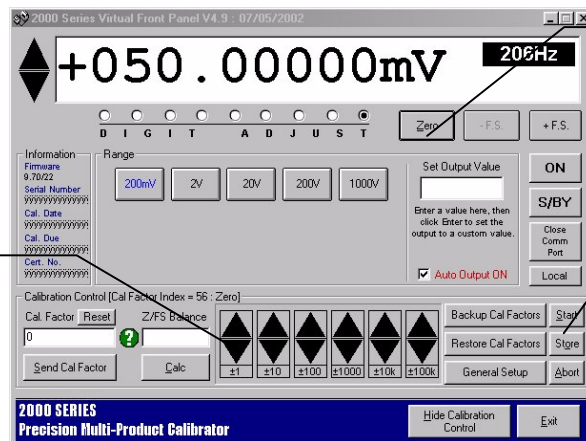 2000 Series Virtual Front Panel V4.9 : 07/05/2002
+050.00000mV
206Hz
D I G I T A D J U S T
Zero
- F.S.
+ F.S.
Information
Firmware
9.70/22
Serial Number
ÿÿÿÿÿÿÿÿÿÿÿÿ
Cal. Date
ÿÿÿÿÿÿÿÿÿÿÿÿ
Cal. Due
ÿÿÿÿÿÿÿÿÿÿÿÿ
Cert. No.
ÿÿÿÿÿÿÿÿÿÿÿÿ
Range
200mV
2V
20V
200V
1000V
Set Output Value
Enter a value here, then
click Enter to set the
output to a custom value.
Auto Output ON
ON
S/BY
Close
Comm
Port
Local
Calibration Control [Cal Factor Index = 56 : Zero]
Cal. Factor
Reset
Z/FS Balance
0
?
Send Cal Factor
Calc
±1
±10
±100
±1000
±10k
±100k
Backup Cal Factors
Start
Restore Cal Factors
Store
General Setup
Abort
2000 SERIES
Precision Multi-Product Calibrator
Hide Calibration
Control
Exit